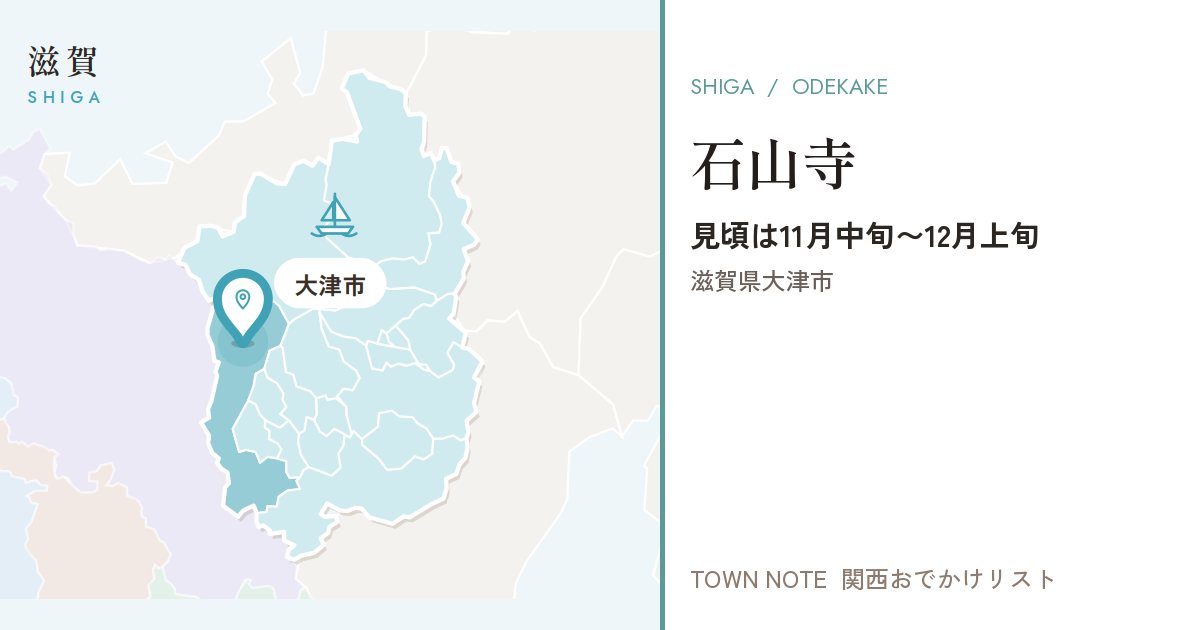 滋賀
SHIGA
大津市
SHIGA / ODEKAKE
石山寺
見頃は11月中旬〜12月上旬
滋賀県大津市
TOWN NOTE 関西おでかけリスト